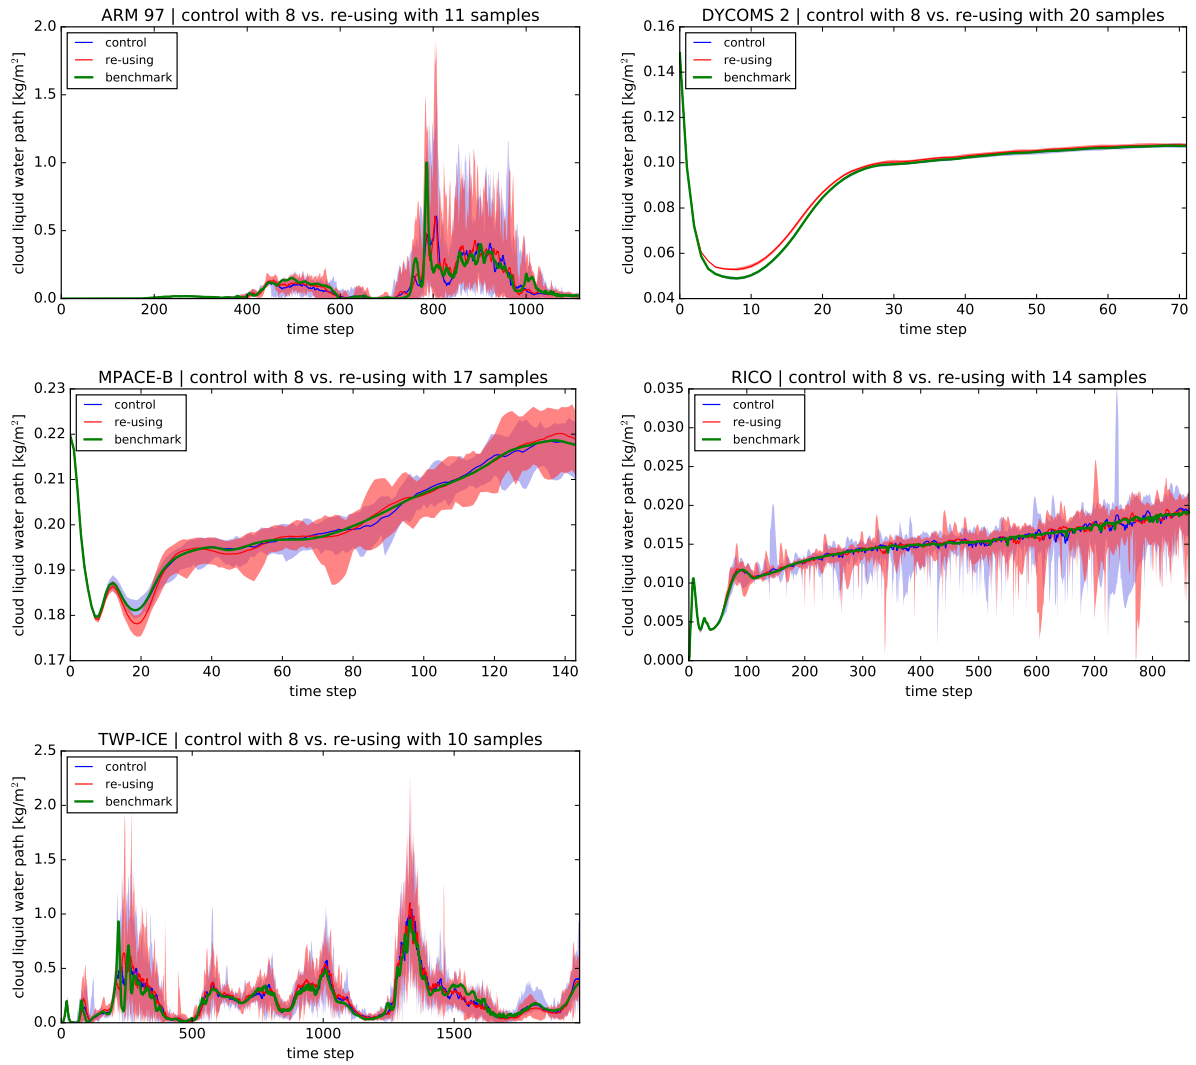 ARM 97 | control with 8 vs. re-using with 11 samples
cloud liquid water path [kg/m²]
2.0
1.5
1.0
0.5
0.0
control
re-using
benchmark
0 200 400 600 800 1000
time step
DYCOMS 2 | control with 8 vs. re-using with 20 samples
cloud liquid water path [kg/m²]
0.16
0.14
0.12
0.10
0.08
0.06
0.04
control
re-using
benchmark
0 10 20 30 40 50 60 70
time step
MPACE-B | control with 8 vs. re-using with 17 samples
cloud liquid water path [kg/m²]
0.23
0.22
0.21
0.20
0.19
0.18
0.17
control
re-using
benchmark
0 20 40 60 80 100 120 140
time step
RICO | control with 8 vs. re-using with 14 samples
cloud liquid water path [kg/m²]
0.035
0.030
0.025
0.020
0.015
0.010
0.005
0.000
control
re-using
benchmark
0 100 200 300 400 500 600 700 800
time step
TWP-ICE | control with 8 vs. re-using with 10 samples
cloud liquid water path [kg/m²]
2.5
2.0
1.5
1.0
0.5
0.0
control
re-using
benchmark
0 500 1000 1500
time step